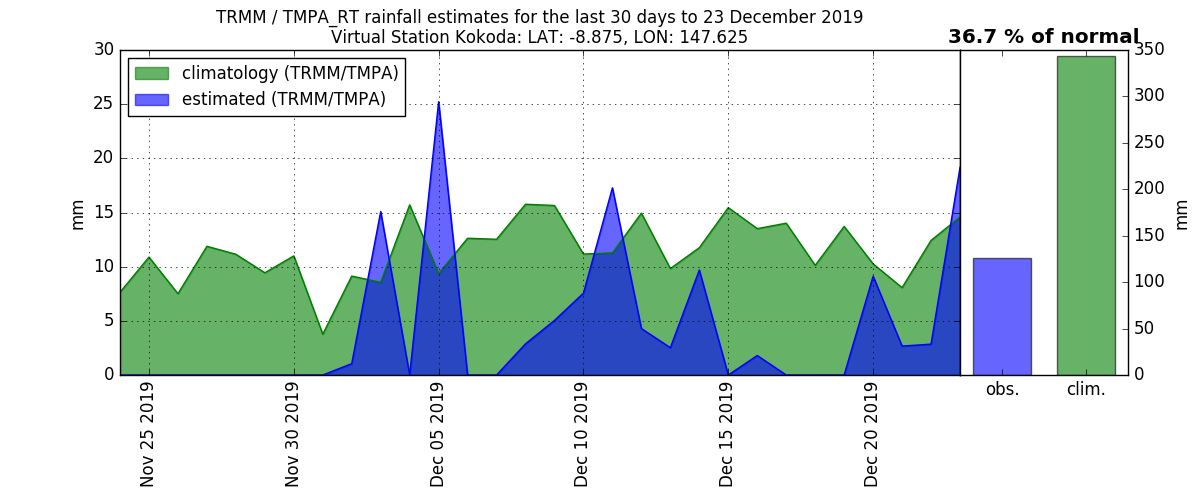 TRMM / TMPA_RT rainfall estimates for the last 30 days to 23 December 2019
Virtual Station Kokoda: LAT: -8.875, LON: 147.625
36.7 % of normal
climatology (TRMM/TMPA)
estimated (TRMM/TMPA)
30
25
20
15
10
5
0
mm
Nov 25 2019
Nov 30 2019
Dec 05 2019
Dec 10 2019
Dec 15 2019
Dec 20 2019
350
300
250
200
150
100
50
0
mm
obs.
clim.